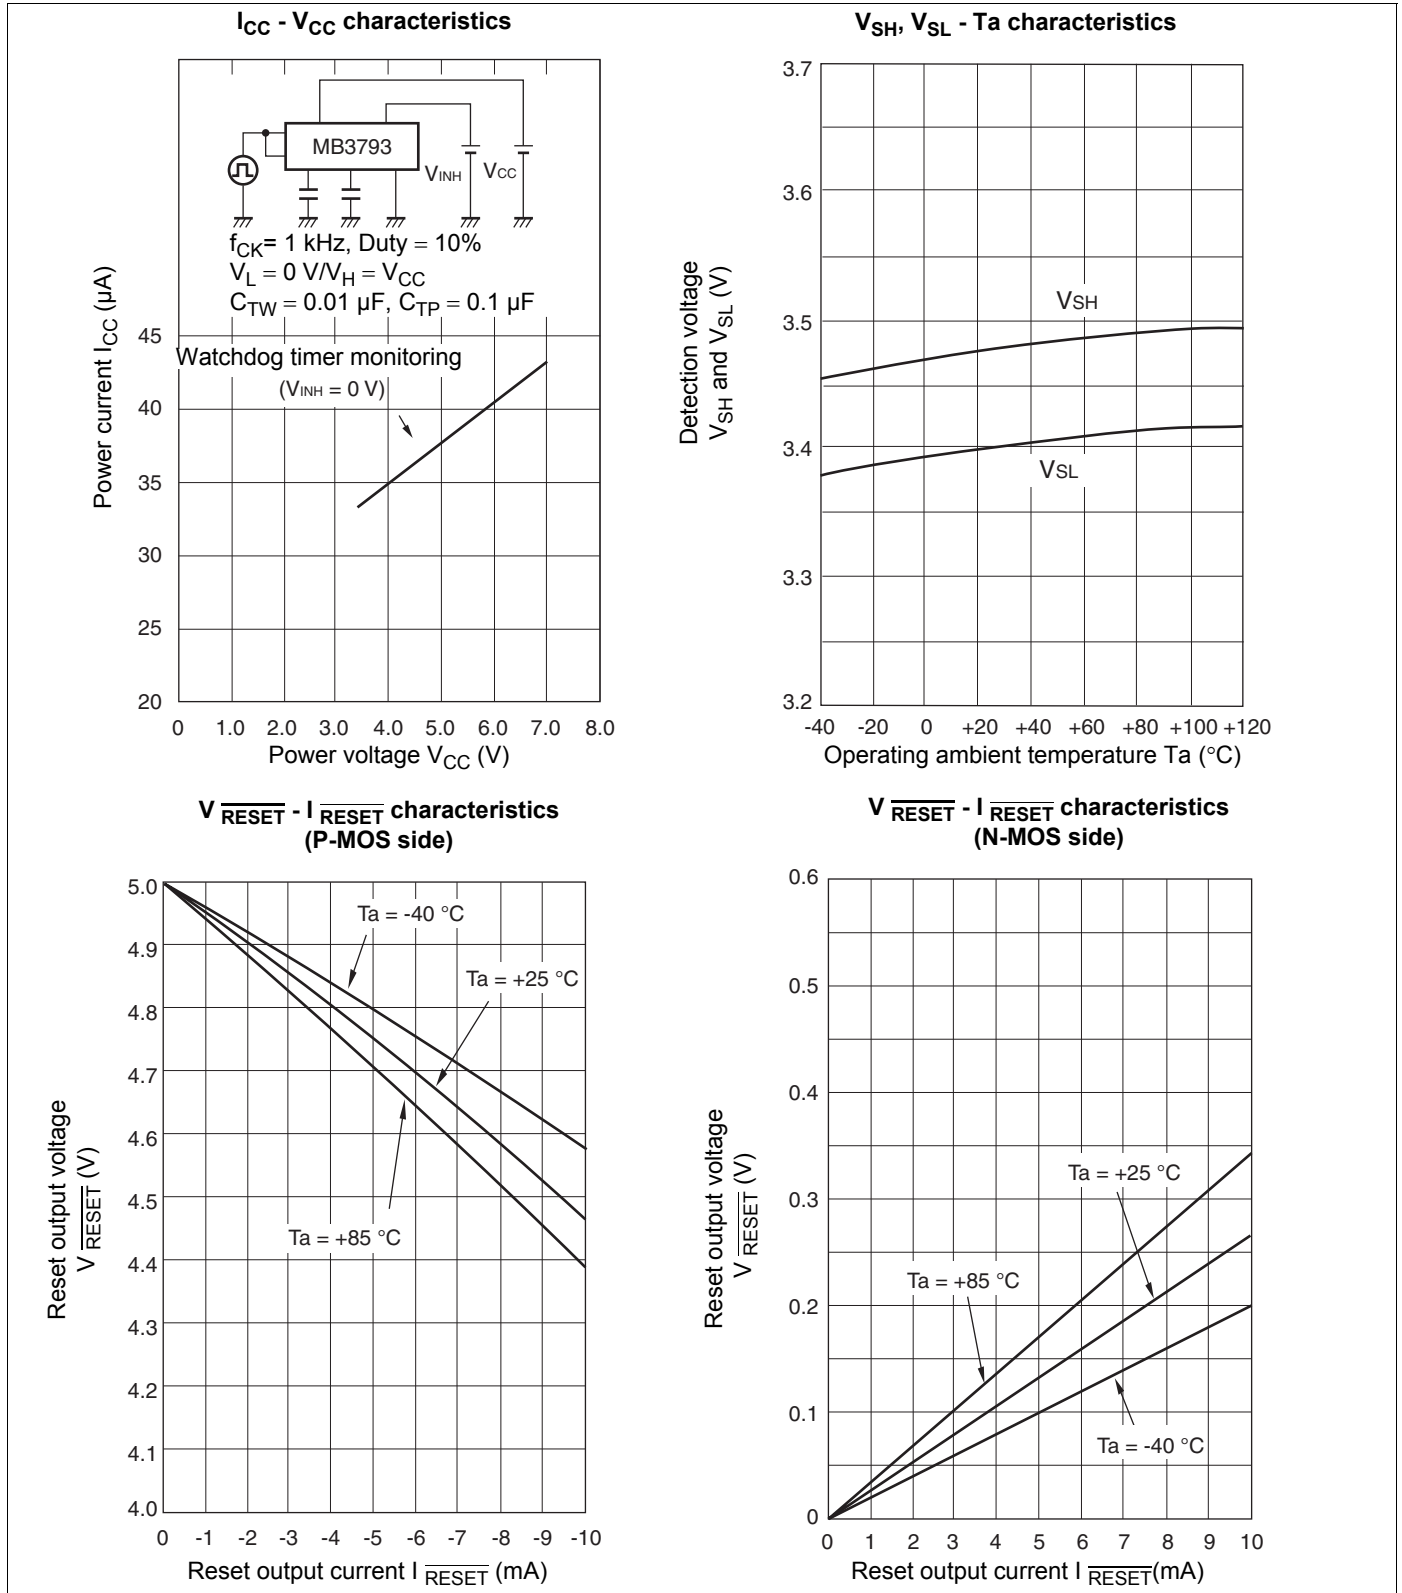 ICC - VCC characteristics
MB3793
VINH
VCC
fCK= 1 kHz, Duty = 10%
VL = 0 V/VH = VCC
CTW = 0.01 µF, CTP = 0.1 µF
Watchdog timer monitoring
(VINH = 0 V)
Power current ICC (µA)
45
40
35
30
25
20
0 1.0 2.0 3.0 4.0 5.0 6.0 7.0 8.0
Power voltage VCC (V)
VSH, VSL - Ta characteristics
Detection voltage
VSH and VSL (V)
3.7
3.6
3.5
3.4
3.3
3.2
VSH
VSL
-40 -20 0 +20 +40 +60 +80 +100 +120
Operating ambient temperature Ta (°C)
V RESET - I RESET characteristics
(P-MOS side)
Reset output voltage
V RESET (V)
5.0
4.9
4.8
4.7
4.6
4.5
4.4
4.3
4.2
4.1
4.0
Ta = -40 °C
Ta = +25 °C
Ta = +85 °C
0 -1 -2 -3 -4 -5 -6 -7 -8 -9 -10
Reset output current I RESET (mA)
V RESET - I RESET characteristics
(N-MOS side)
Reset output voltage
V RESET (V)
0.6
0.5
0.4
0.3
0.2
0.1
0
Ta = +25 °C
Ta = +85 °C
Ta = -40 °C
0 1 2 3 4 5 6 7 8 9 10
Reset output current I RESET(mA)